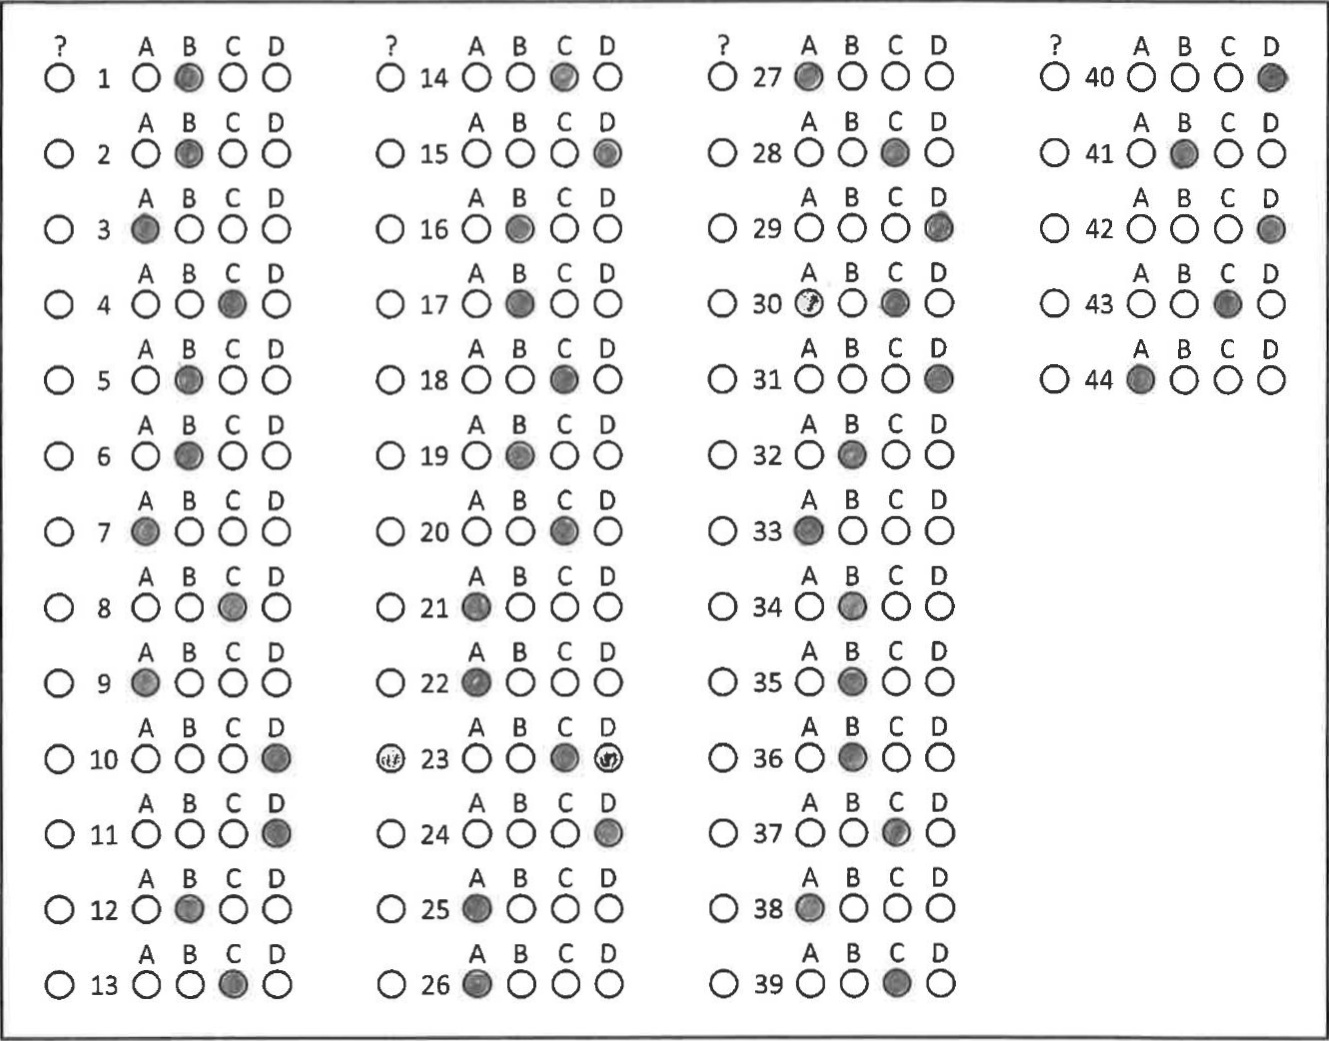 ? A B C D
1
A B C D
2
A B C D
3
A B C D
4
A B C D
5
A B C D
6
A B C D
7
A B C D
8
A B C D
9
A B C D
10
A B C D
11
A B C D
12
A B C D
13
? A B C D
14
A B C D
15
A B C D
16
A B C D
17
A B C D
18
A B C D
19
A B C D
20
A B C D
21
A B C D
22
A B C D
23
A B C D
24
A B C D
25
A B C D
26
? A B C D
27
A B C D
28
A B C D
29
A B C D
30
A B C D
31
A B C D
32
A B C D
33
A B C D
34
A B C D
35
A B C D
36
A B C D
37
A B C D
38
A B C D
39
? A B C D
40
A B C D
41
A B C D
42
A B C D
43
A B C D
44